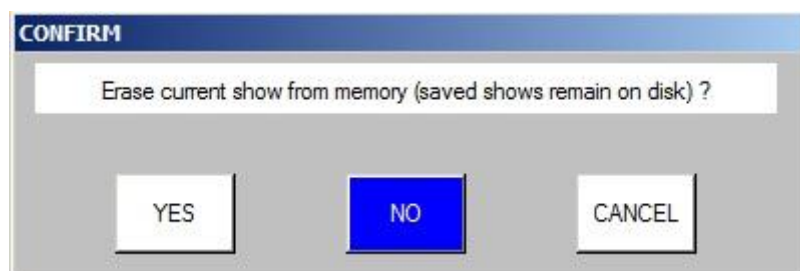 CONFIRM
Erase current show from memory (saved shows remain on disk) ?
YES NO CANCEL